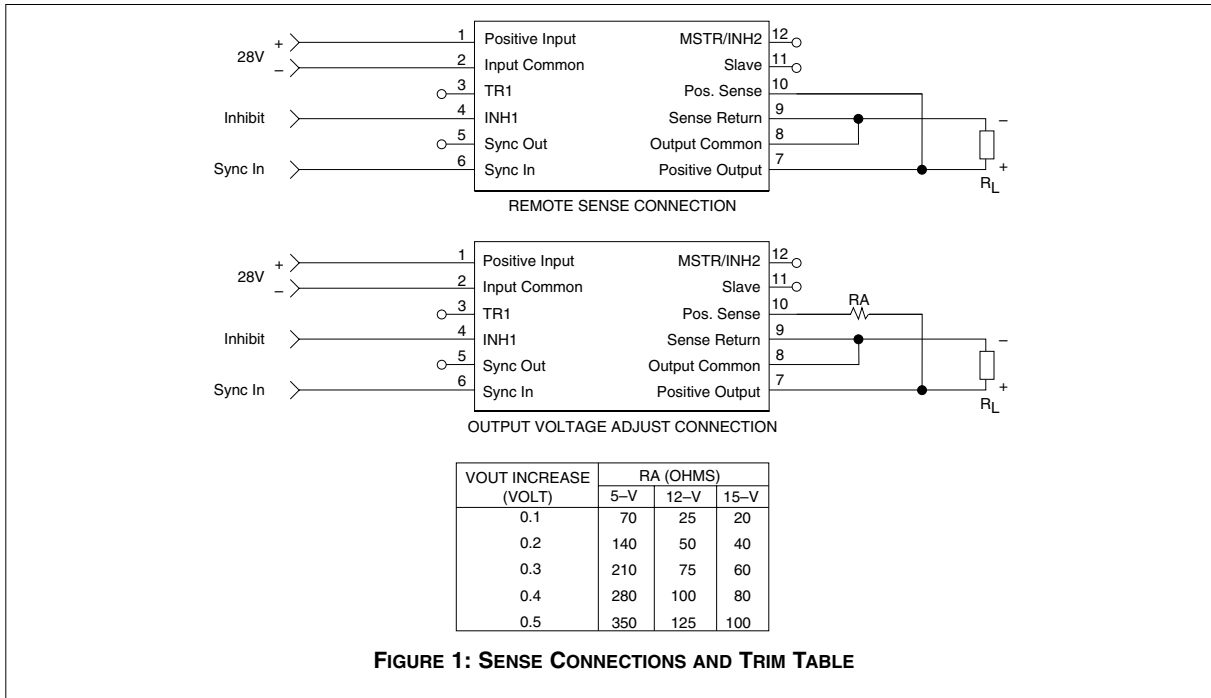 1 Positive Input MSTR/INH2 12
28V + – 2 Input Common Slave 11
3 TR1 Pos. Sense 10
Inhibit 4 INH1 Sense Return 9 –
5 Sync Out Output Common 8
Sync In 6 Sync In Positive Output 7 +
RL
REMOTE SENSE CONNECTION
1 Positive Input MSTR/INH2 12
28V + – 2 Input Common Slave 11
3 TR1 Pos. Sense 10 RA
Inhibit 4 INH1 Sense Return 9 –
5 Sync Out Output Common 8
Sync In 6 Sync In Positive Output 7 +
RL
OUTPUT VOLTAGE ADJUST CONNECTION
VOUT INCREASE RA (OHMS)
(VOLT) 5–V 12–V 15–V
0.1 70 25 20
0.2 140 50 40
0.3 210 75 60
0.4 280 100 80
0.5 350 125 100
FIGURE 1: SENSE CONNECTIONS AND TRIM TABLE